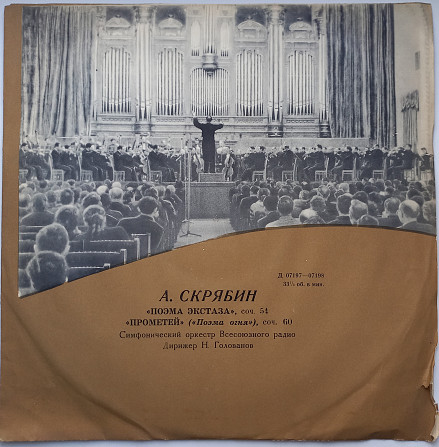 Д-07197—07198
33⅓ об. в мин.
А. СКРЯБИН
«ПОЭМА ЭКСТАЗА», соч. 54
«ПРОМЕТЕЙ» («Поэма огня»), соч. 60
Симфонический оркестр Всесоюзного радио
Дирижер Н. Голованов